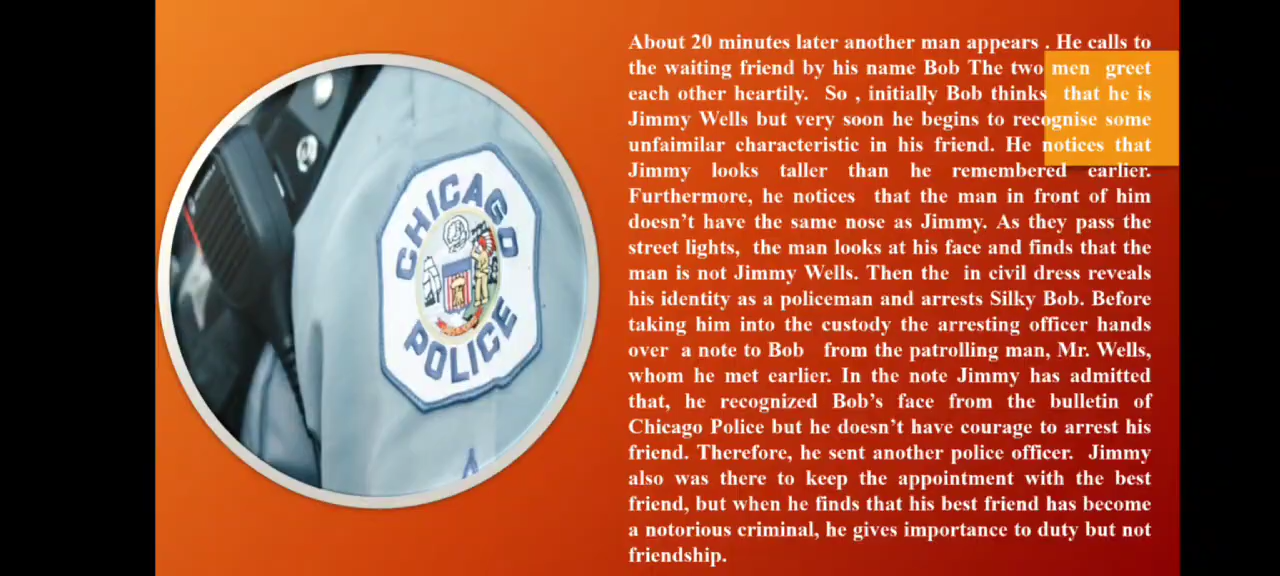 CHICAGO
POLICE
About 20 minutes later another man appears . He calls to
the waiting friend by his name Bob The two men greet
each other heartily. So , initially Bob thinks that he is
Jimmy Wells but very soon he begins to recognise some
unfaimilar characteristic in his friend. He notices that
Jimmy looks taller than he remembered earlier.
Furthermore, he notices that the man in front of him
doesn't have the same nose as Jimmy. As they pass the
street lights, the man looks at his face and finds that the
man is not Jimmy Wells. Then the in civil dress reveals
his identity as a policeman and arrests Silky Bob. Before
taking him into the custody the arresting officer hands
over a note to Bob from the patrolling man, Mr. Wells,
whom he met earlier. In the note Jimmy has admitted
that, he recognized Bob's face from the bulletin of
Chicago Police but he doesn't have courage to arrest his
friend. Therefore, he sent another police officer. Jimmy
also was there to keep the appointment with the best
friend, but when he finds that his best friend has become
a notorious criminal, he gives importance to duty but not
friendship.